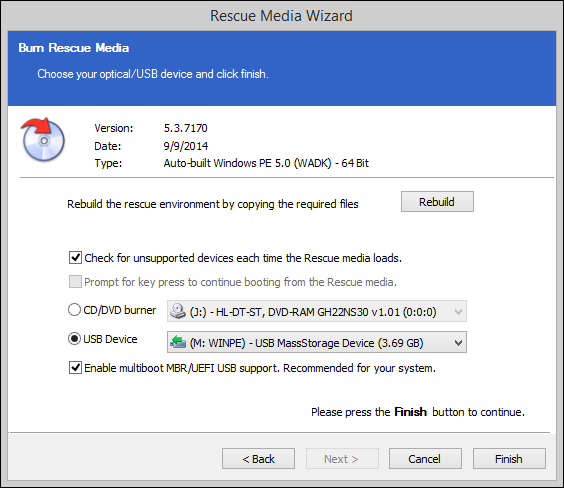 Rescue Media Wizard
Burn Rescue Media
Choose your optical/USB device and click finish.
Version: 5.3.7170
Date: 9/9/2014
Type: Auto-built Windows PE 5.0 (WADK) - 64 Bit
Rebuild the rescue environment by copying the required files Rebuild
Check for unsupported devices each time the Rescue media loads.
Prompt for key press to continue booting from the Rescue media.
CD/DVD burner (J:) - HL-DT-ST, DVD-RAM GH22NS30 v1.01 (0:0:0)
USB Device (M: WINPE) - USB MassStorage Device (3.69 GB)
Enable multiboot MBR/UEFI USB support. Recommended for your system.
Please press the Finish button to continue.
< Back Next > Cancel Finish